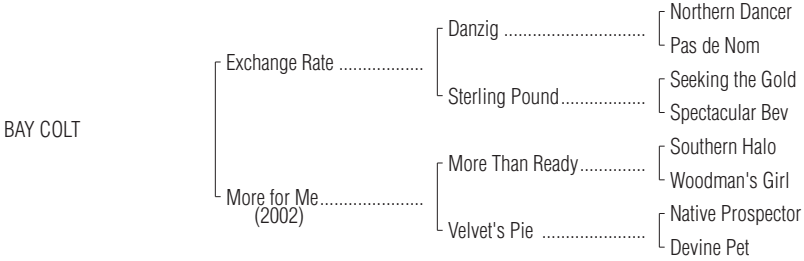 Northern Dancer
Danzig ..............................
Pas de Nom
Exchange Rate ..................
Seeking the Gold
Sterling Pound..................
Spectacular Bev
BAY COLT
Southern Halo
More Than Ready..............
Woodman's Girl
More for Me......................
(2002)
Native Prospector
Velvet's Pie ......................
Devine Pet